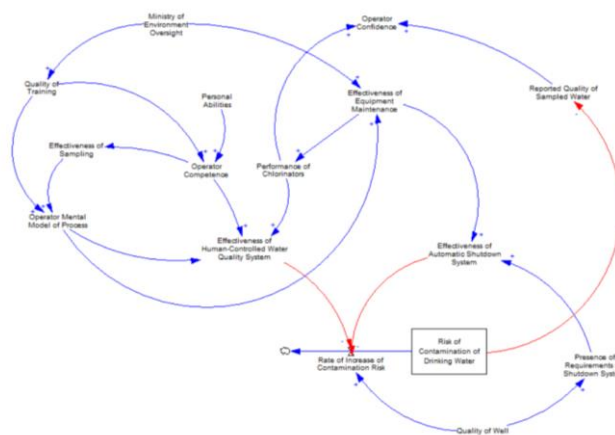 Ministry of
Environment
Oversight
Operator
Confidence
Quality of
Training
Personal
Abilities
Effectiveness of
Equipment
Maintenance
Reported Quality of
Sampled Water
Effectiveness of
Sampling
Operator
Competence
Performance of
Chlorinators
Operator Mental
Model of Process
Effectiveness of
Human-Controlled Water
Quality System
Effectiveness of
Automatic Shutdown
System
Risk of
Contamination of
Drinking Water
Rate of Increase of
Contamination Risk
Presence of
Requirements
Shutdown Syst
Quality of Well